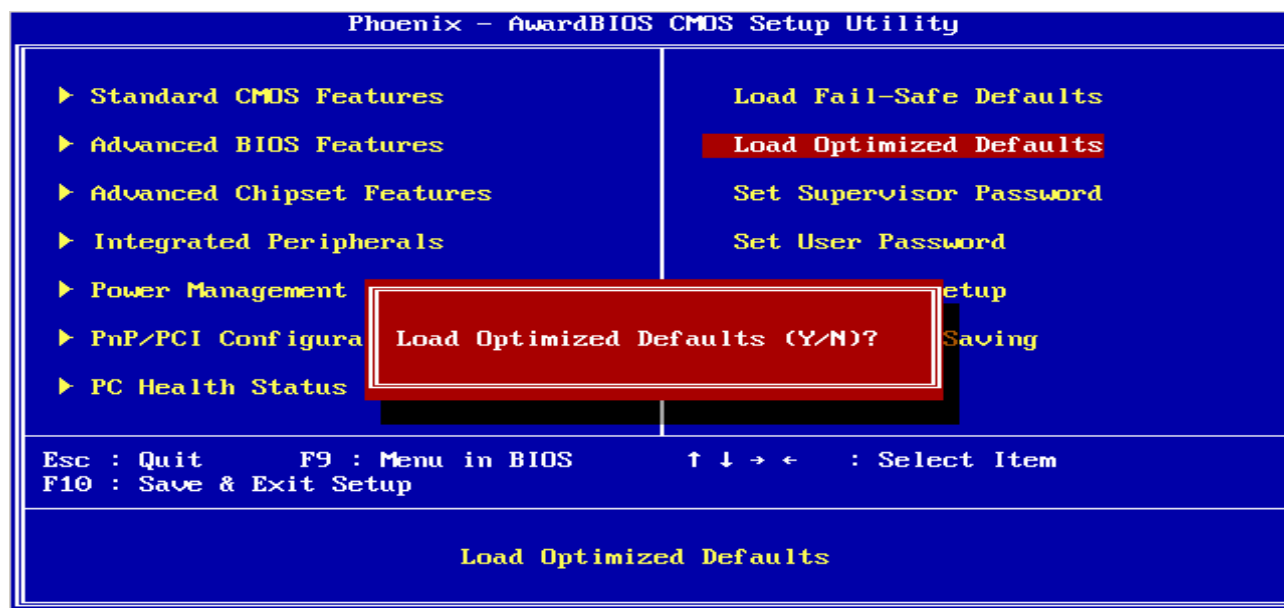 Phoenix - AwardBIOS CMOS Setup Utility
▶ Standard CMOS Features
▶ Advanced BIOS Features
▶ Advanced Chipset Features
▶ Integrated Peripherals
▶ Power Management
▶ PnP/PCI Configura
▶ PC Health Status
Load Fail-Safe Defaults
Load Optimized Defaults
Set Supervisor Password
Set User Password
etup
Saving
Load Optimized Defaults (Y/N)?
Esc : Quit F9 : Menu in BIOS ↑ ↓ → ← : Select Item
F10 : Save & Exit Setup
Load Optimized Defaults